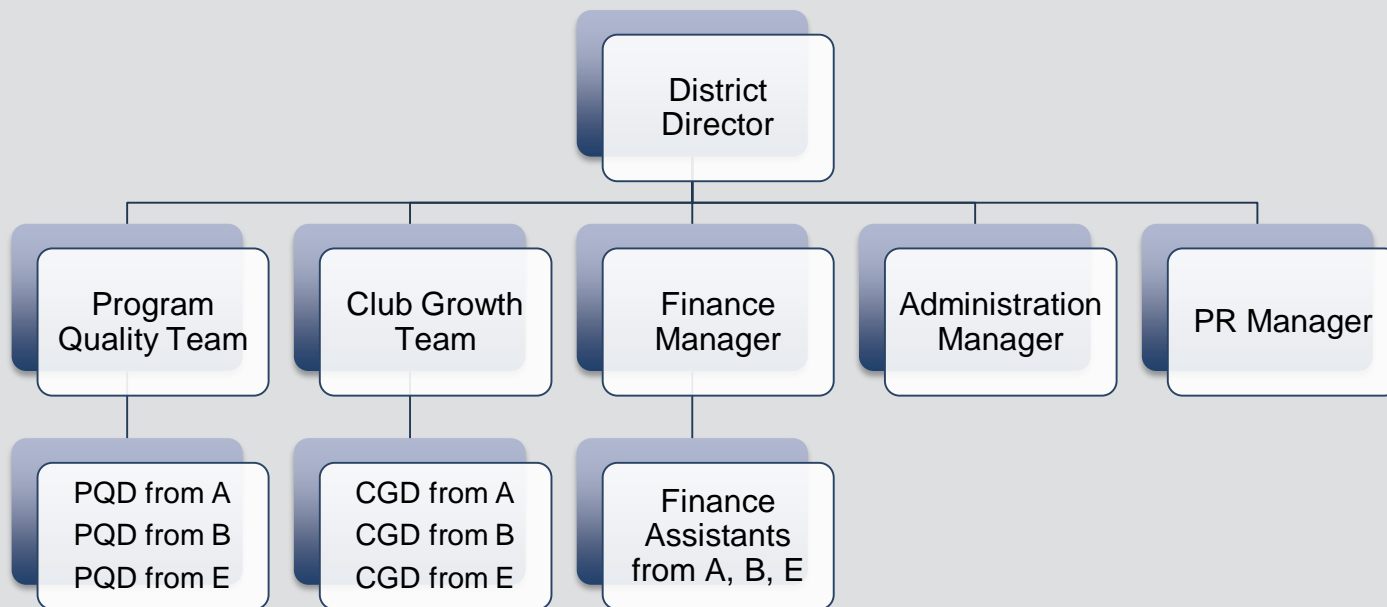 District
Director
Program
Quality Team
Club Growth
Team
Finance
Manager
Administration
Manager
PR Manager
PQD from A
PQD from B
PQD from E
CGD from A
CGD from B
CGD from E
Finance
Assistants
from A, B, E